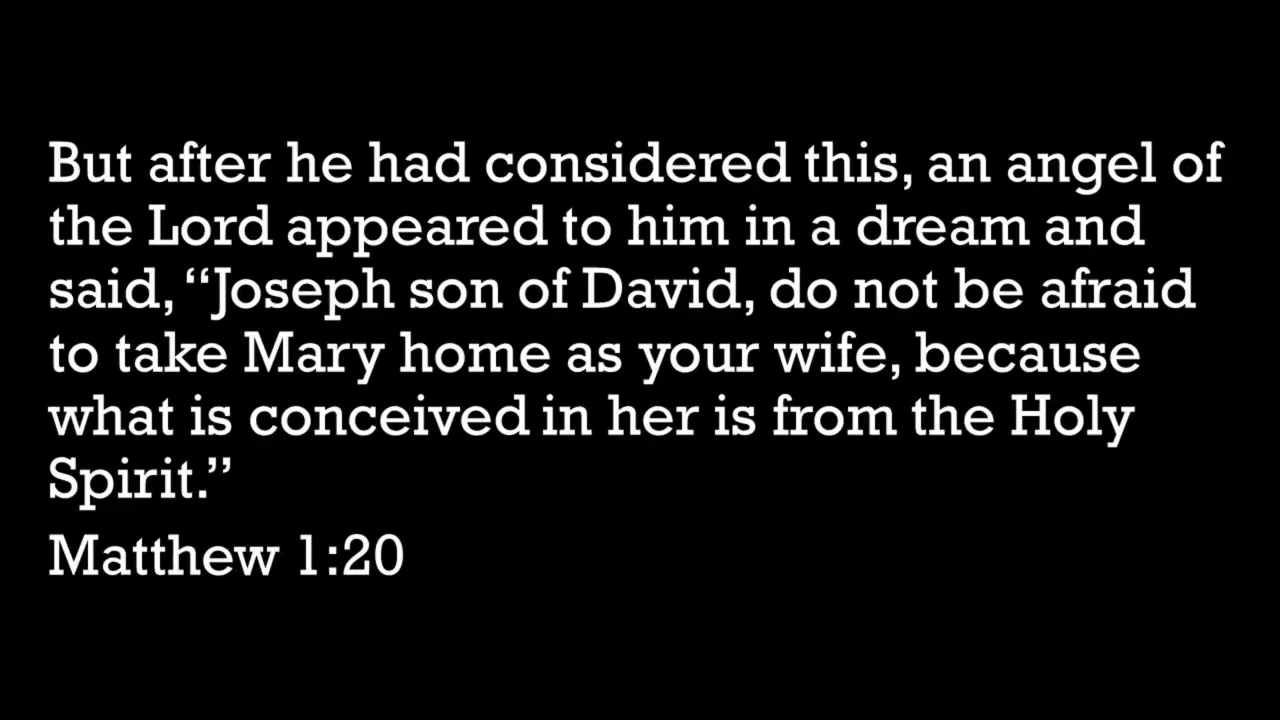 But after he had considered this, an angel of
the Lord appeared to him in a dream and
said, “Joseph son of David, do not be afraid
to take Mary home as your wife, because
what is conceived in her is from the Holy
Spirit.”
Matthew 1:20